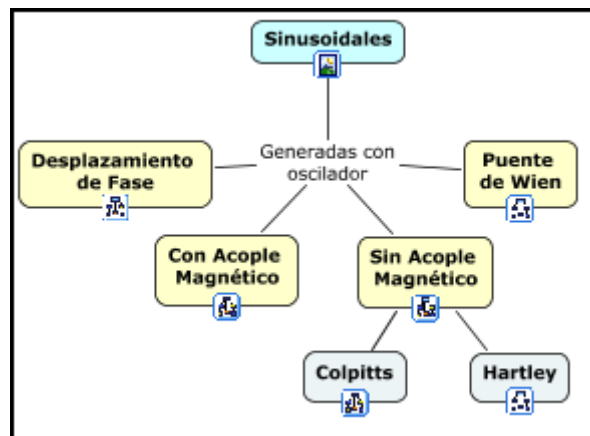 Sinusoidales
Generadas con
oscilador
Desplazamiento
de Fase
Puente
de Wien
Con Acople
Magnético
Sin Acople
Magnético
Colpitts
Hartley